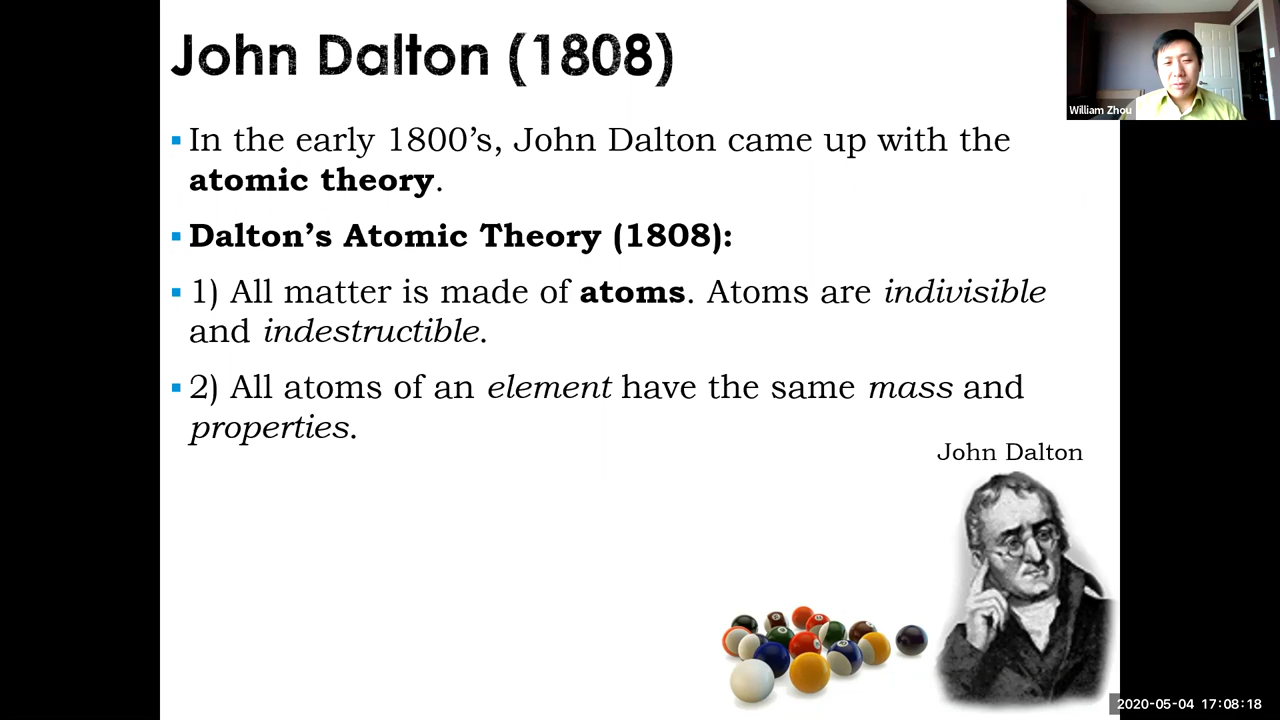 John Dalton (1808)
William Zhou
▪ In the early 1800’s, John Dalton came up with the
atomic theory.
▪ Dalton’s Atomic Theory (1808):
▪ 1) All matter is made of atoms. Atoms are indivisible
and indestructible.
▪ 2) All atoms of an element have the same mass and
properties.
John Dalton
2020-05-04 17:08:18